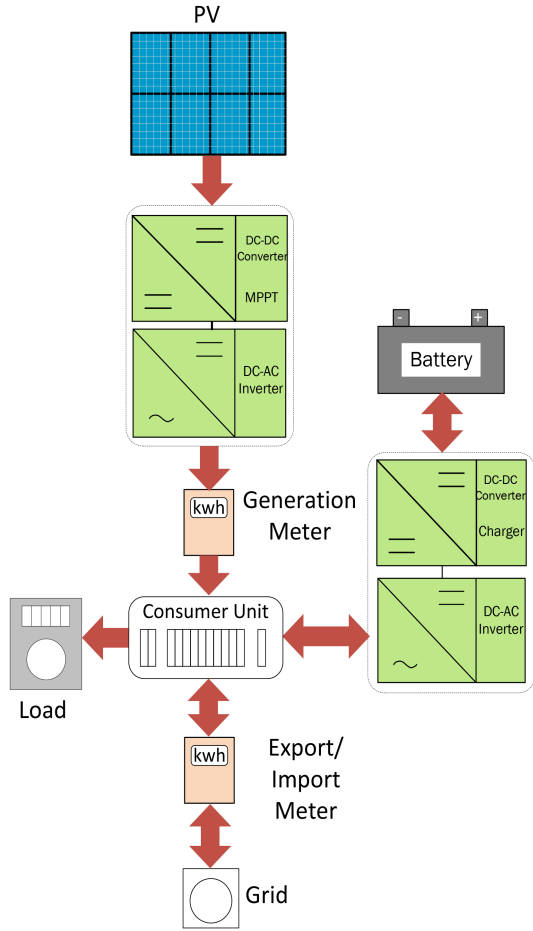 PV
DC-DC
Converter
MPPT
DC-AC
Inverter
- +
Battery
DC-DC
Converter
Charger
DC-AC
Inverter
kwh
Generation
Meter
Consumer Unit
Load
kwh
Export/
Import
Meter
Grid